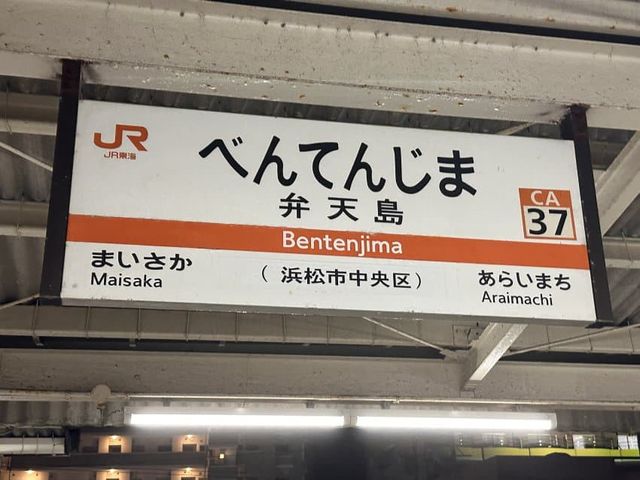 JR
JR東海
べんてんじま
弁天島
CA
37
Bentenjima
まいさか
Maisaka
(浜松市中央区)
あらいまち
Araimachi